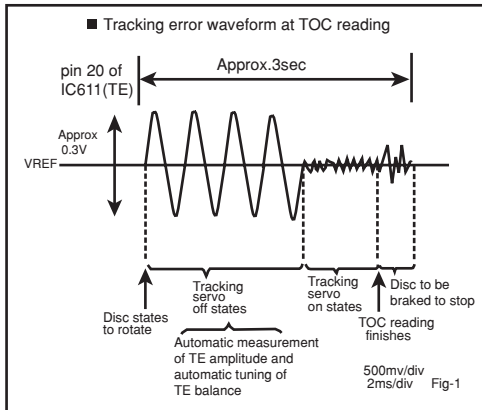 ■ Tracking error waveform at TOC reading
pin 20 of
IC611(TE)
Approx.3sec
Approx
0.3V
VREF
Disc states
to rotate
Tracking
servo
off states
Tracking
servo
on states
Disc to be
braked to stop
TOC reading
finishes
Automatic measurement
of TE amplitude and
automatic tuning of
TE balance
500mv/div
2ms/div Fig-1